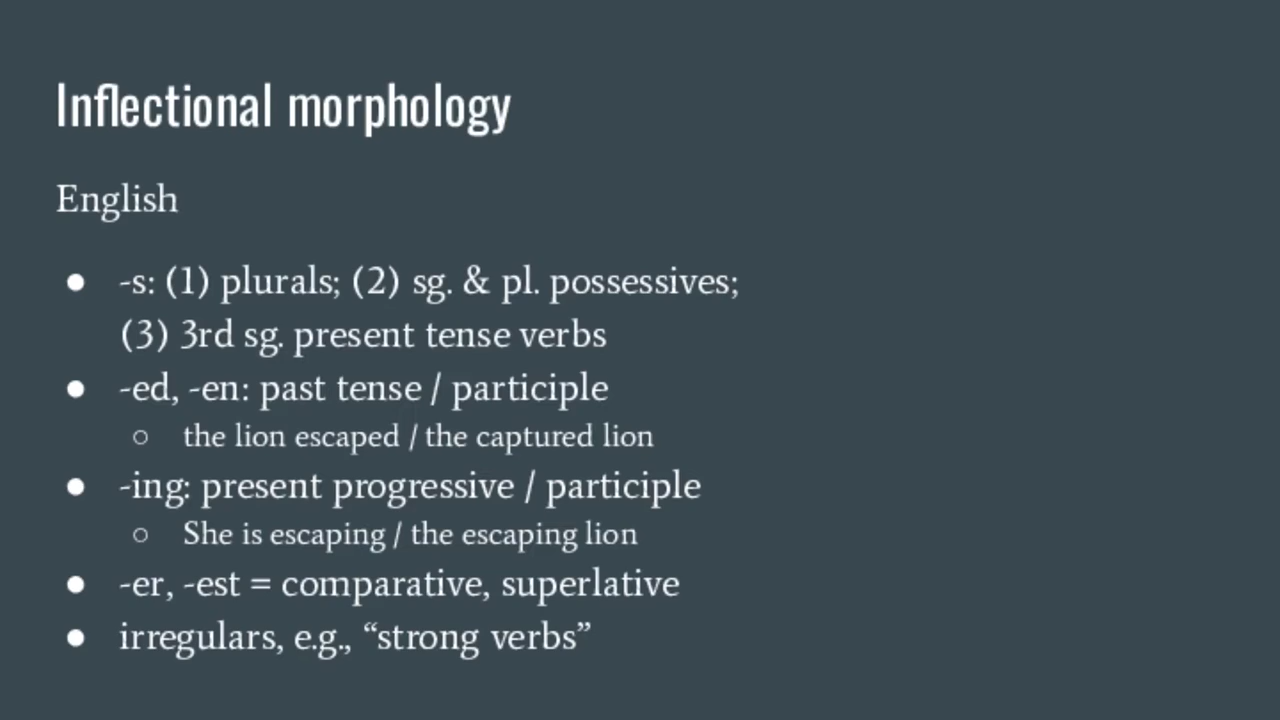 Inflectional morphology
English
● -s: (1) plurals; (2) sg. & pl. possessives;
(3) 3rd sg. present tense verbs
● -ed, -en: past tense / participle
○ the lion escaped / the captured lion
● -ing: present progressive / participle
○ She is escaping / the escaping lion
● -er, -est = comparative, superlative
● irregulars, e.g., “strong verbs”